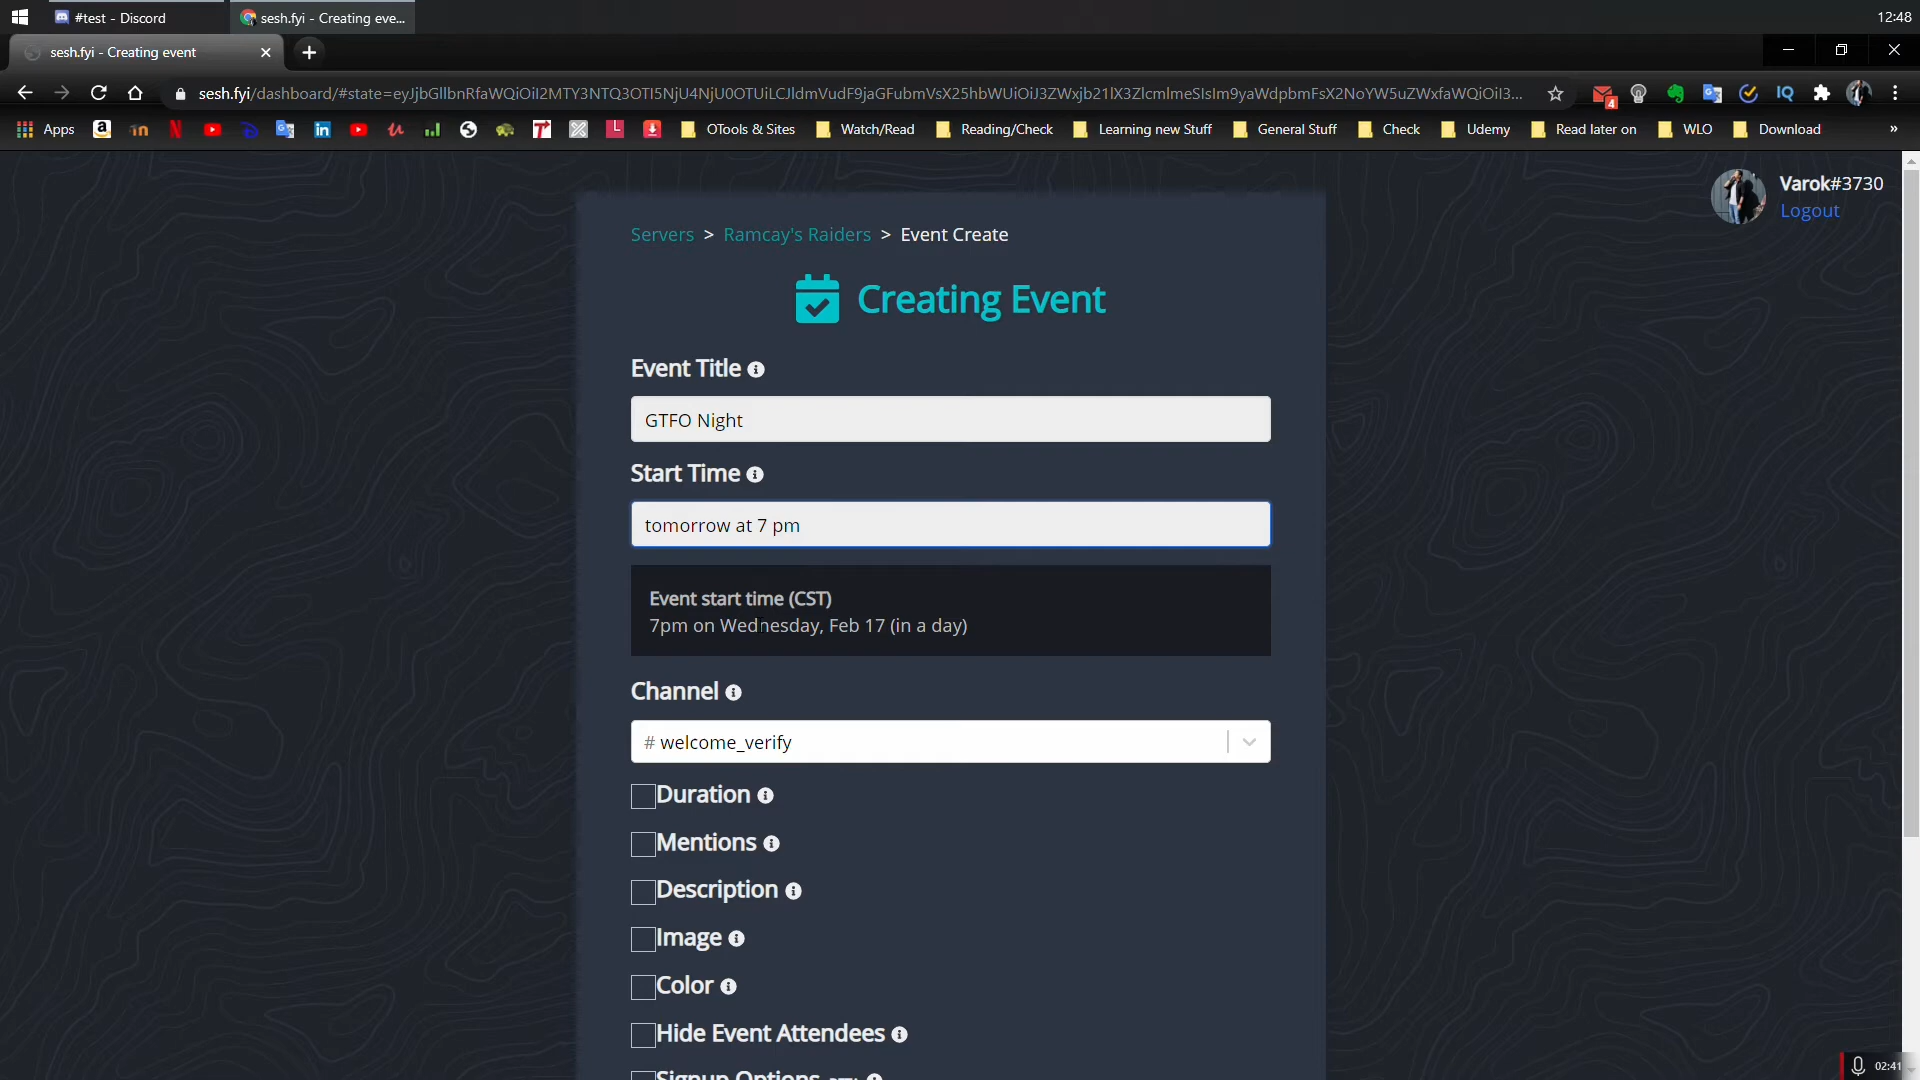 #test - Discord
sesh.fyi - Creating eve...
12:48
sesh.fyi - Creating event
sesh.fyi/dashboard/#state=eyJjbGllbnRfaWQiOiI2MTY3NTQ3OTI5NjU4NjU0OTUiLCJldmVudF9jaGFubmVsX25hbWUiOiJ3ZWxjb21lX3ZlcmlmeSIsIm9yaWdpbmFsX2NoYW5uZWxfaWQiOiI3...
4
IQ
Apps
OTools & Sites
Watch/Read
Reading/Check
Learning new Stuff
General Stuff
Check
Udemy
Read later on
WLO
Download
»
Varok#3730
Logout
Servers > Ramcay's Raiders > Event Create
Creating Event
Event Title
GTFO Night
Start Time
tomorrow at 7 pm
Event start time (CST)
7pm on Wednesday, Feb 17 (in a day)
Channel
# welcome_verify
Duration
Mentions
Description
Image
Color
Hide Event Attendees
Signup Options
02:41